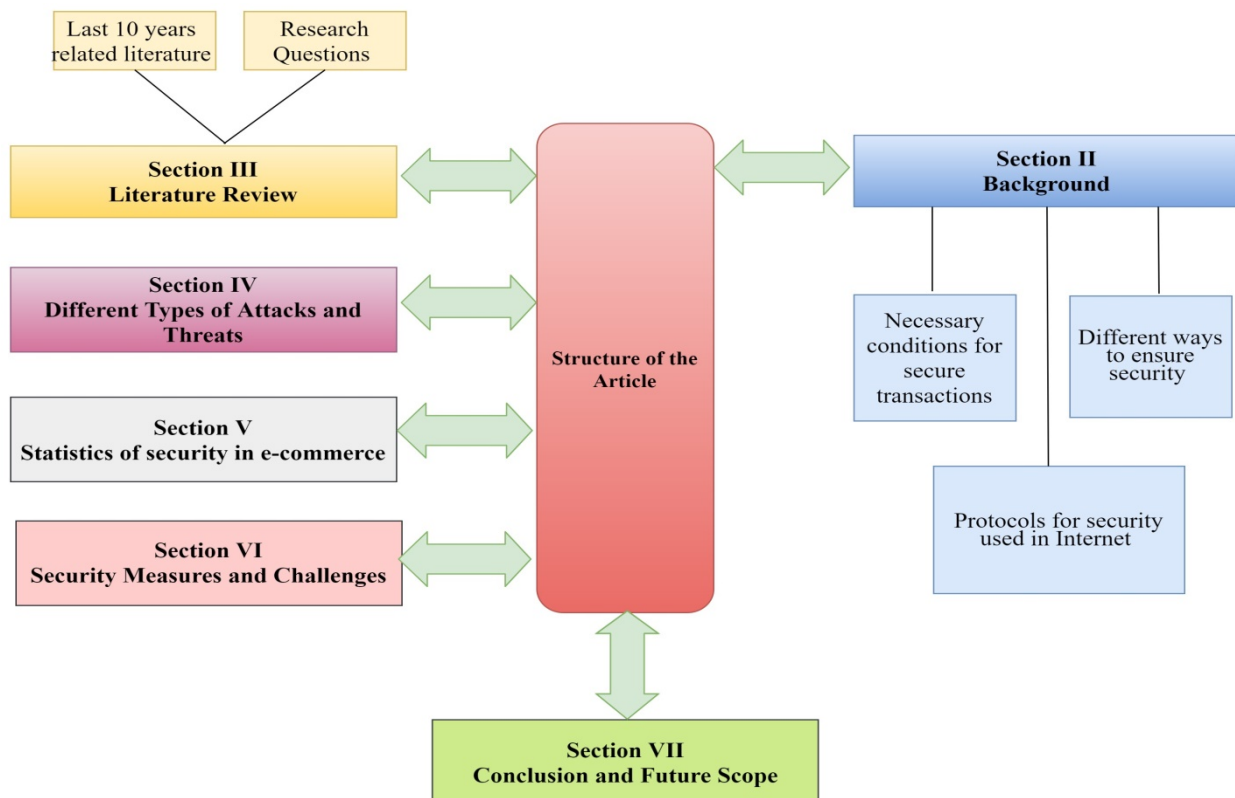 Last 10 years
related literature
Research
Questions
Section III
Literature Review
Section II
Background
Section IV
Different Types of Attacks and
Threats
Necessary
conditions for
secure
transactions
Different ways
to ensure
security
Structure of the
Article
Section V
Statistics of security in e-commerce
Protocols for security
used in Internet
Section VI
Security Measures and Challenges
Section VII
Conclusion and Future Scope